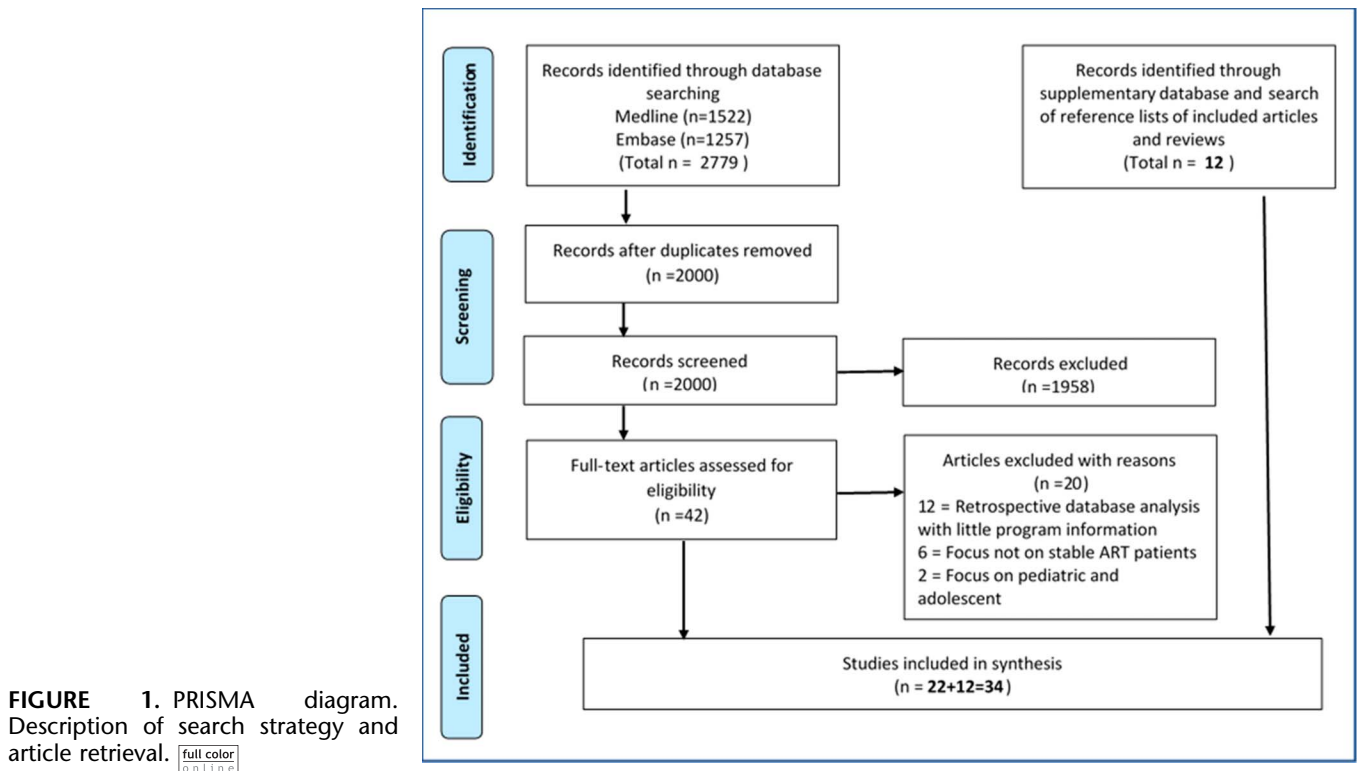 Identification
Records identified through database
searching
Medline (n=1522)
Embase (n=1257)
(Total n =  2779 )
Records identified through
supplementary database and search
of reference lists of included articles
and reviews
(Total n =  12 )
Screening
Records after duplicates removed
(n =2000)
Records screened
(n =2000)
Records excluded
(n =1958)
Eligibility
Full-text articles assessed for
eligibility
(n =42)
Articles excluded with reasons
(n =20)
12 = Retrospective database analysis
with little program information
6 = Focus not on stable ART patients
2 = Focus on pediatric and
adolescent
Included
Studies included in synthesis
(n = 22+12=34 )
FIGURE 1. PRISMA diagram.
Description of search strategy and
article retrieval. full color
online